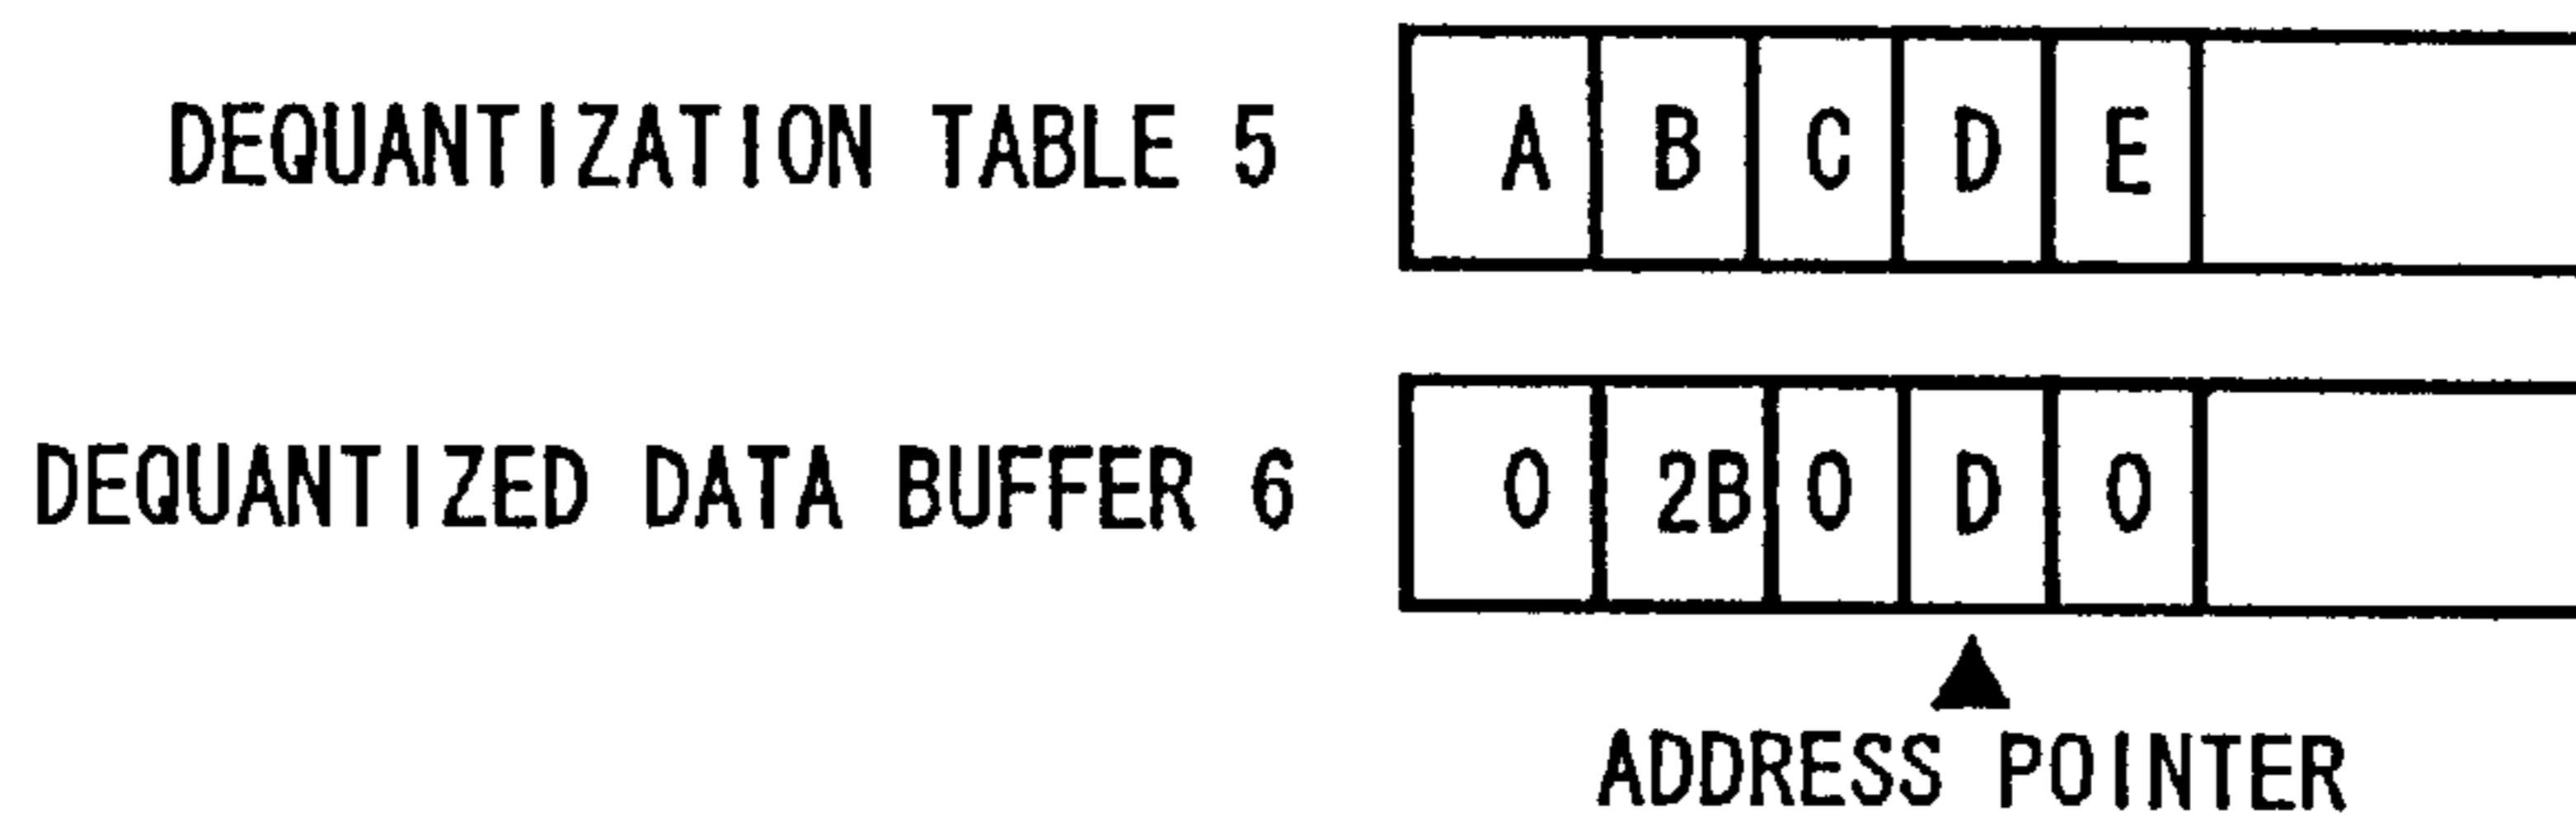 DEQUANTIZATION TABLE 5 A B C D E
DEQUANTIZED DATA BUFFER 6 0 2B 0 D 0
ADDRESS POINTER